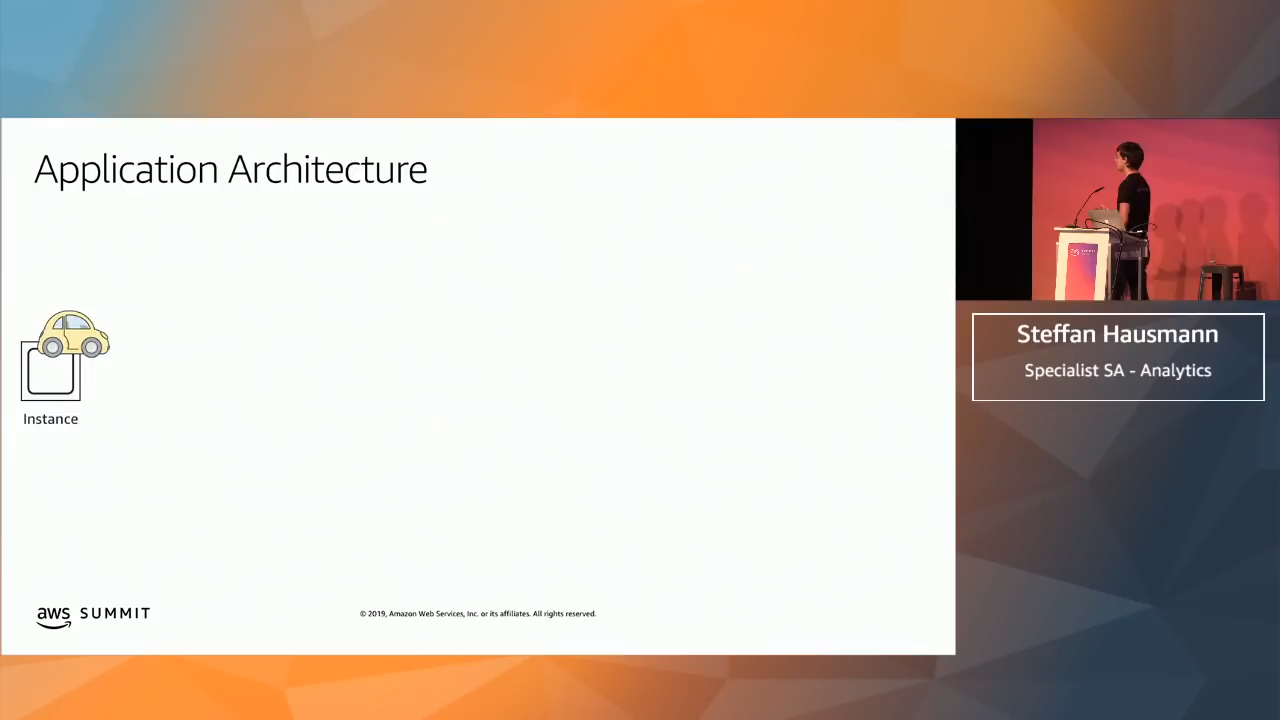 Application Architecture
Instance
aws SUMMIT
© 2019, Amazon Web Services, Inc. or its affiliates. All rights reserved.
aws
Steffan Hausmann
Specialist SA - Analytics